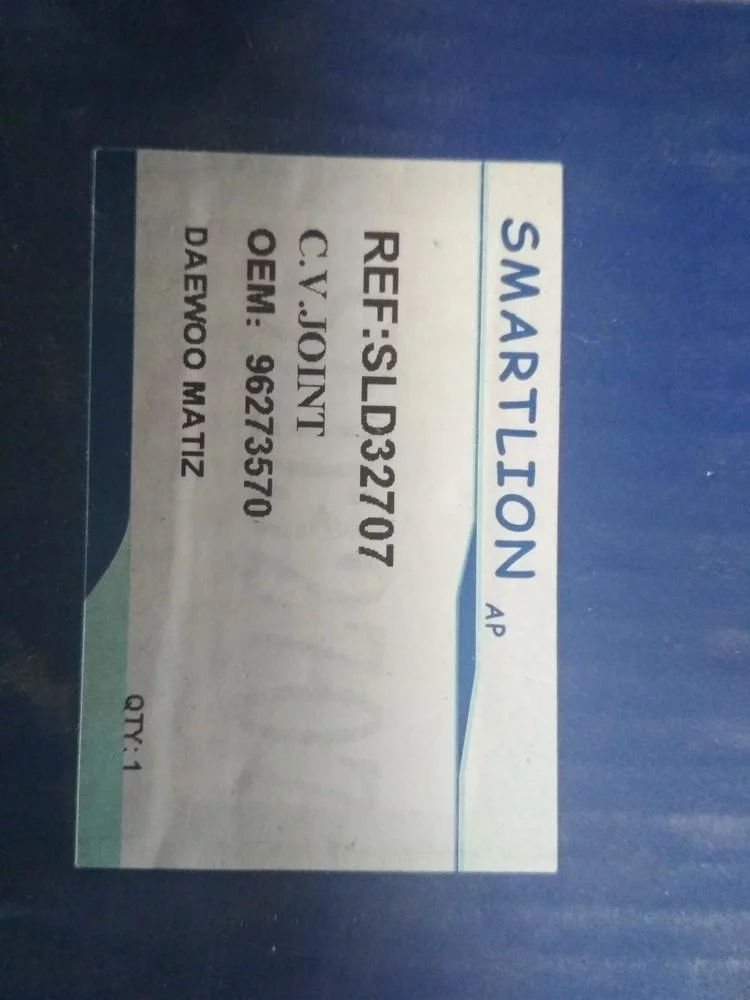 SMARTLION AP
REF:SLD32707
C.V.JOINT
OEM: 96273570
DAEWOO MATIZ
QTY: 1